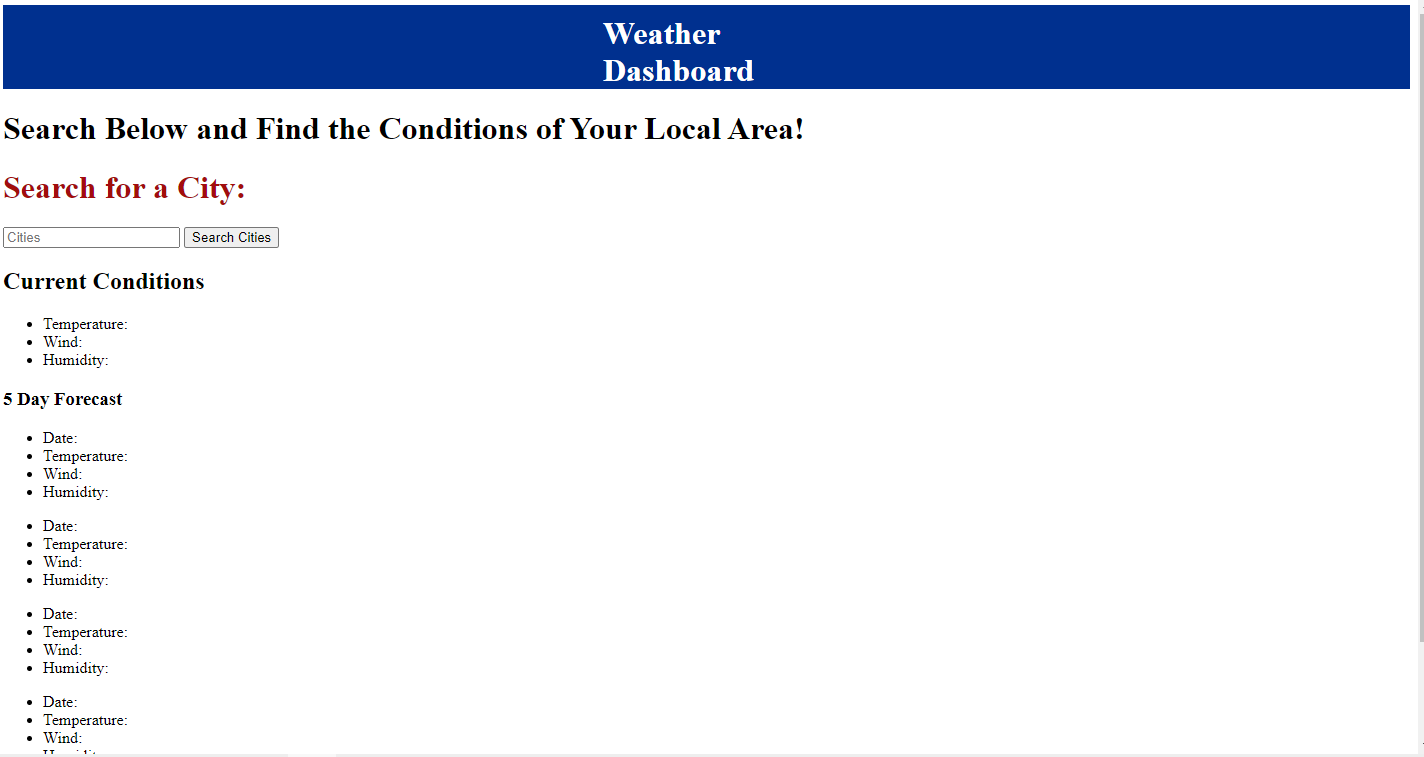 Weather
Dashboard
Search Below and Find the Conditions of Your Local Area!
Search for a City:
Cities Search Cities
Current Conditions
Temperature:
Wind:
Humidity:
5 Day Forecast
Date:
Temperature:
Wind:
Humidity:
Date:
Temperature:
Wind:
Humidity:
Date:
Temperature:
Wind:
Humidity:
Date:
Temperature:
Wind: